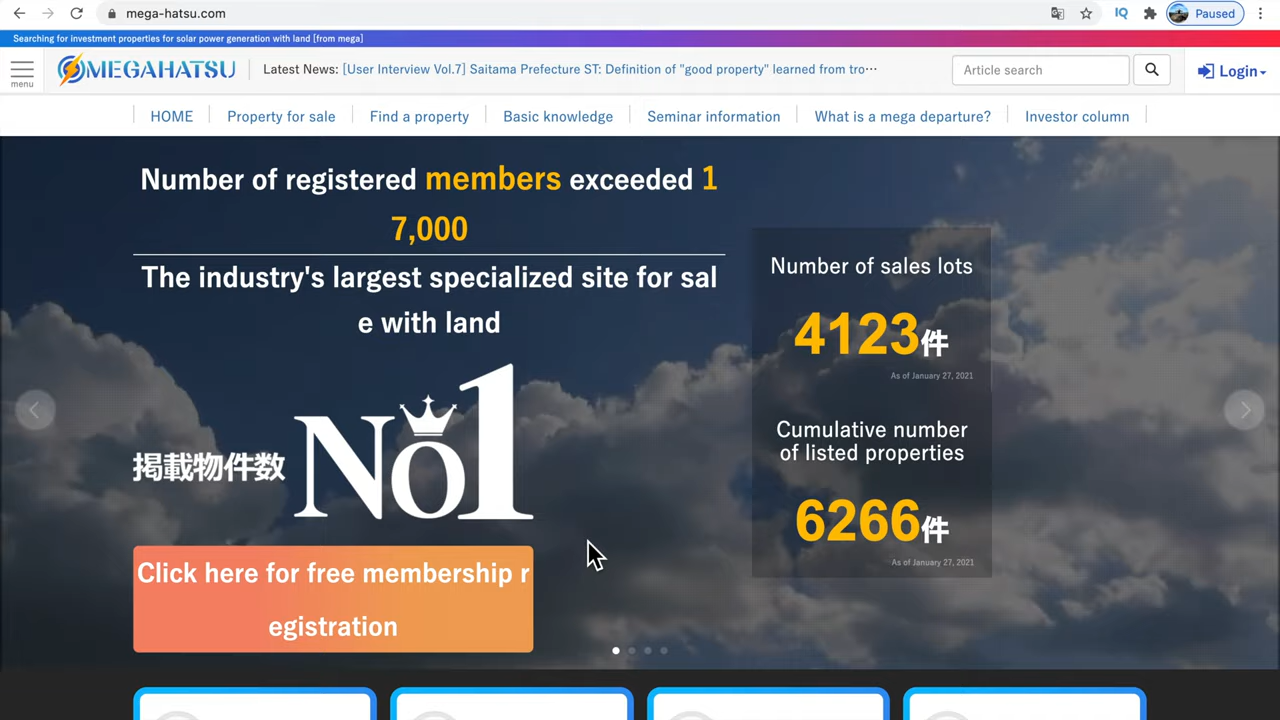 mega-hatsu.com
Paused
Searching for investment properties for solar power generation with land [from mega]
menu
MEGAHATSU
Latest News: [User Interview Vol.7] Saitama Prefecture ST: Definition of "good property" learned from tro⋯
Article search
Login
HOME
Property for sale
Find a property
Basic knowledge
Seminar information
What is a mega departure?
Investor column
Number of registered members exceeded 1
7,000
The industry's largest specialized site for sal
e with land
掲載物件数 No1
Click here for free membership r
egistration
Number of sales lots
4123件
As of January 27, 2021
Cumulative number
of listed properties
6266件
As of January 27, 2021